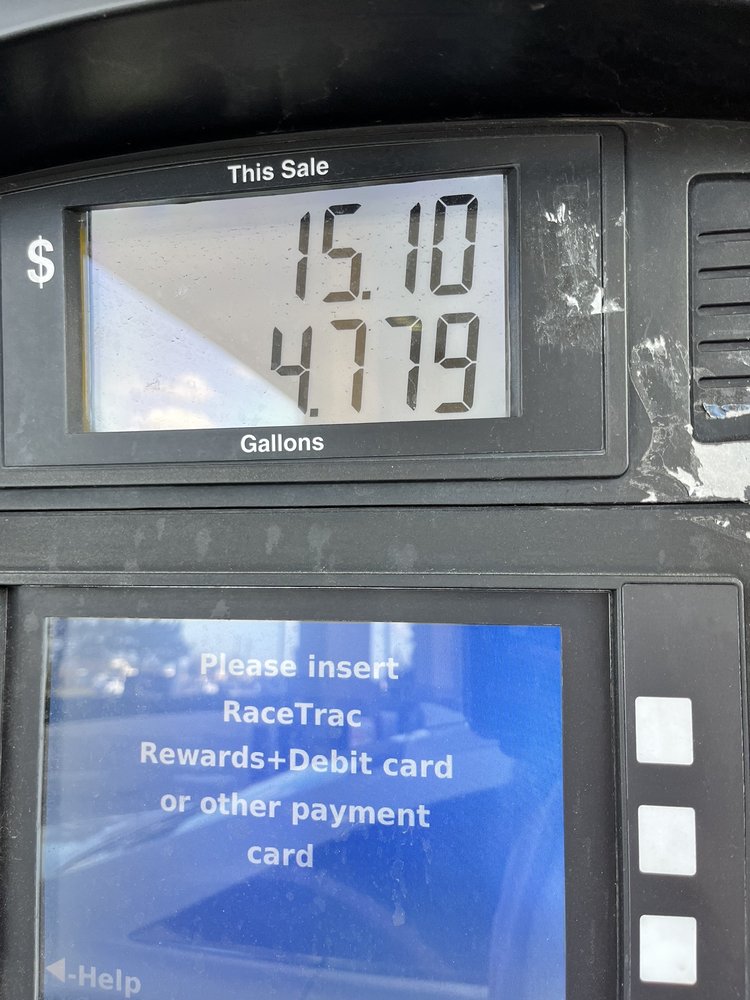 This Sale
$ 15.10
4.779
Gallons
Please insert
RaceTrac
Rewards+Debit card
or other payment
card
◀-Help